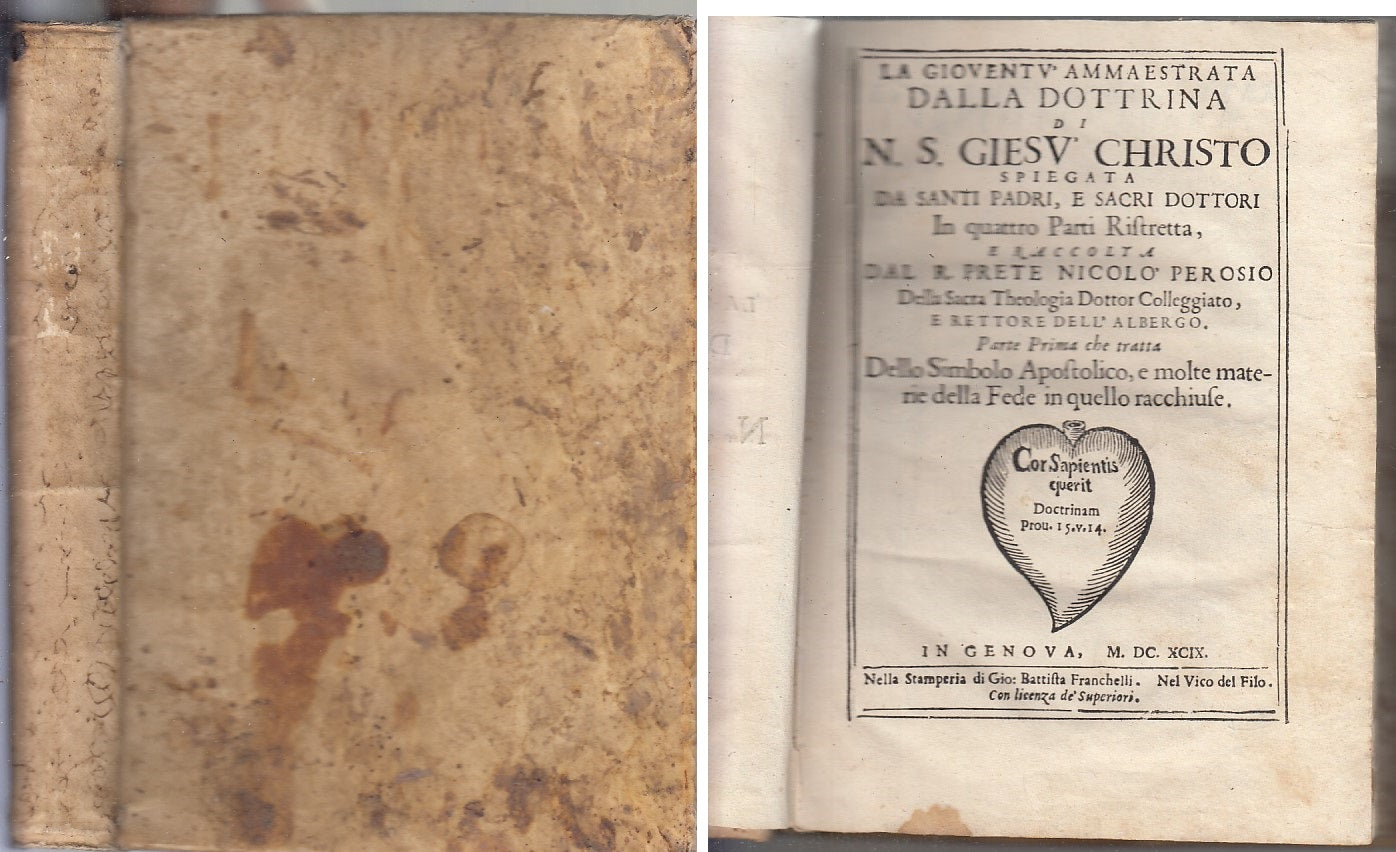 LA GIOVENTV' AMMAESTRATA
DALLA DOTTRINA
DI
N. S. GIESV' CHRISTO
SPIEGATA
DA SANTI PADRI, E SACRI DOTTORI
In quattro Parti Riſtretta,
E RACCOLTA
DAL R. PRETE NICOLO' PEROSIO
Della Sacra Theologia Dottor Colleggiato,
E RETTORE DELL' ALBERGO.
Parte Prima che tratta
Dello Simbolo Apoſtolico, e molte mate-
rie della Fede in quello racchiuſe.
Cor Sapientis
querit
Doctrinam
Prou. 15.v.14.
IN GENOVA, M. DC. XCIX.
Nella Stamperia di Gio: Battiſta Franchelli. Nel Vico del Filo.
Con licenza de' Superiori.